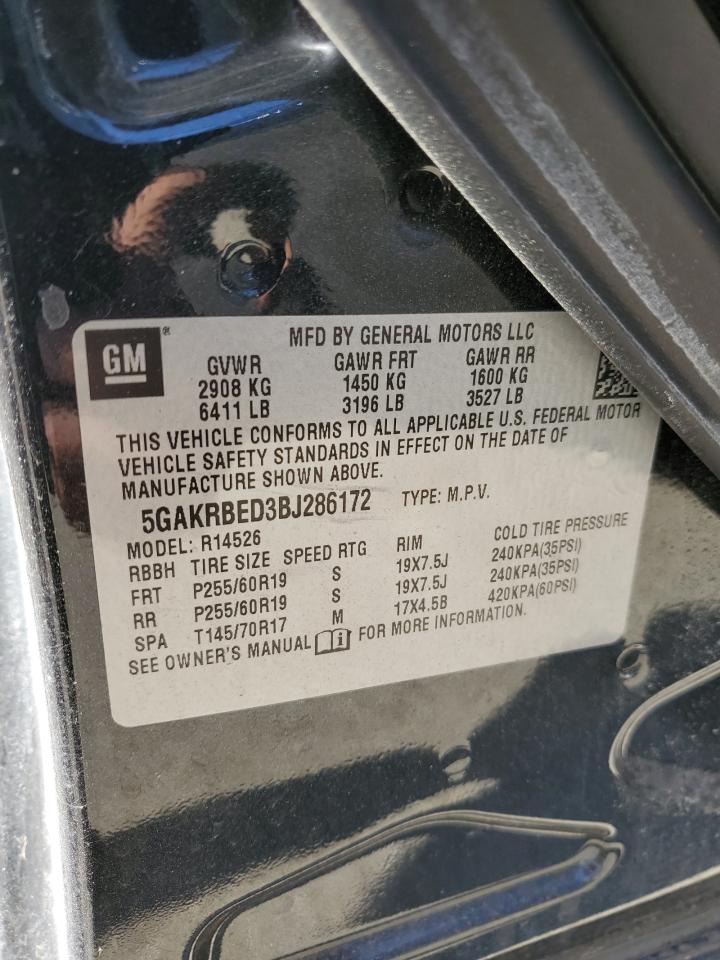 GM ® MFD BY GENERAL MOTORS LLC
GVWR GAWR FRT GAWR RR
2908 KG 1450 KG 1600 KG
6411 LB 3196 LB 3527 LB
THIS VEHICLE CONFORMS TO ALL APPLICABLE U.S. FEDERAL MOTOR
VEHICLE SAFETY STANDARDS IN EFFECT ON THE DATE OF
MANUFACTURE SHOWN ABOVE.
5GAKRBED3BJ286172 TYPE: M.P.V.
MODEL: R14526
RBBH TIRE SIZE SPEED RTG RIM COLD TIRE PRESSURE
FRT P255/60R19 S 19X7.5J 240KPA(35PSI)
RR P255/60R19 S 19X7.5J 240KPA(35PSI)
SPA T145/70R17 M 17X4.5B 420KPA(60PSI)
SEE OWNER'S MANUAL FOR MORE INFORMATION.